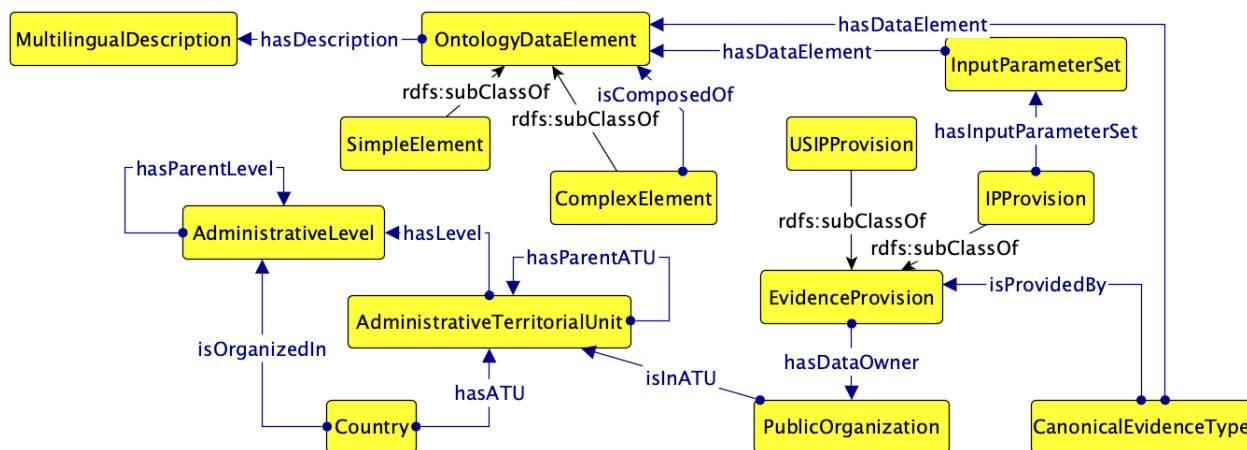 hasDataElement
MultilingualDescription
hasDescription
OntologyDataElement
hasDataElement
InputParameterSet
rdfs:subClassOf
isComposedOf
rdfs:subClassOf
SimpleElement
USIPProvision
hasInputParameterSet
hasParentLevel
ComplexElement
IPProvision
AdministrativeLevel
hasLevel
rdfs:subClassOf
rdfs:subClassOf
hasParentATU
EvidenceProvision
isProvidedBy
AdministrativeTerritorialUnit
isOrganizedIn
hasDataOwner
isInATU
hasATU
Country
PublicOrganization
CanonicalEvidenceType